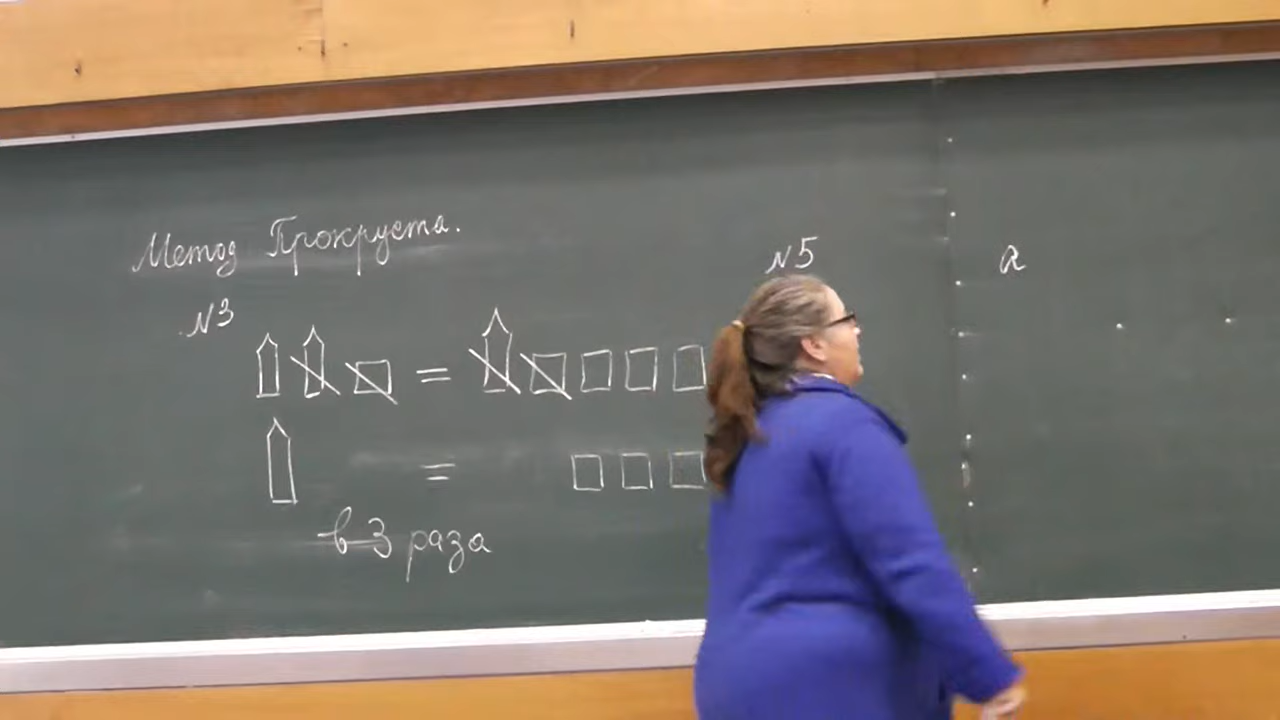 Метод Прокруста.
№3
=
=
в 3 раза
№5
а